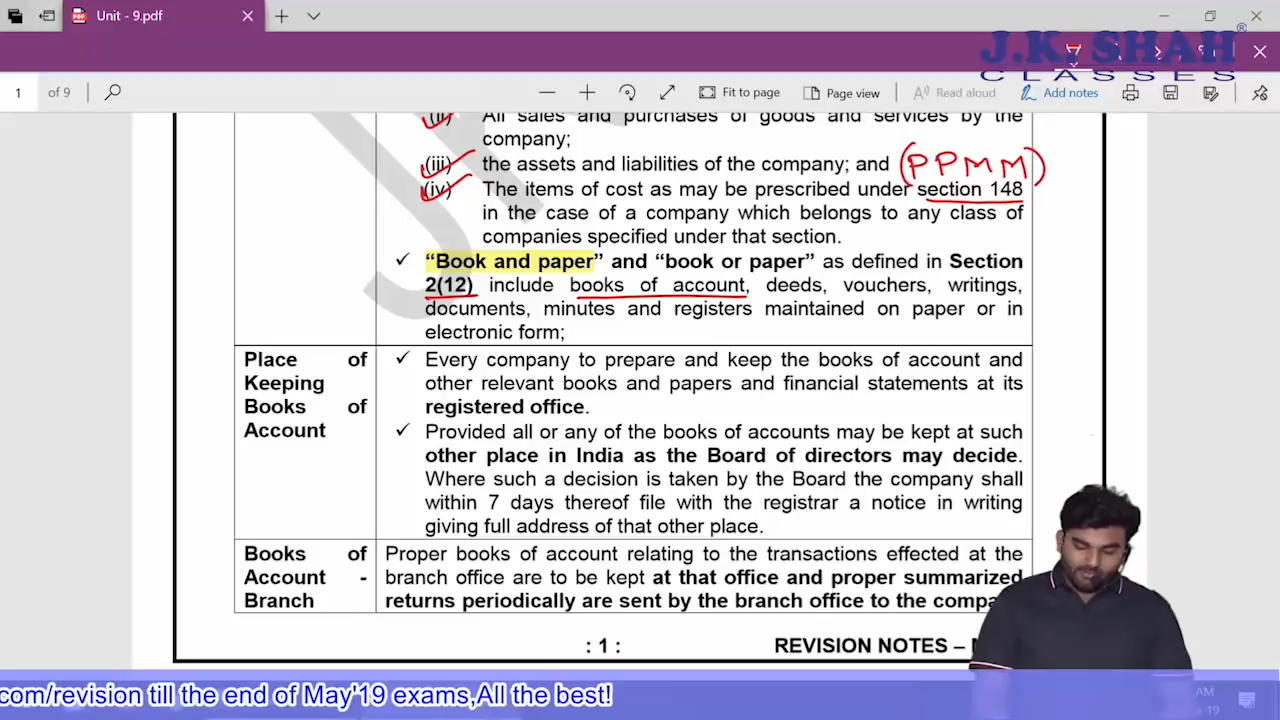 Unit - 9.pdf
J.K. SHAH ®
CLASSES
1 of 9
Fit to page
Page view
Read aloud
Add notes
(ii) All sales and purchases of goods and services by the
company;
(iii) the assets and liabilities of the company; and (PPMM)
(iv) The items of cost as may be prescribed under section 148
in the case of a company which belongs to any class of
companies specified under that section.
✓ “Book and paper” and “book or paper” as defined in Section
2(12) include books of account, deeds, vouchers, writings,
documents, minutes and registers maintained on paper or in
electronic form;
Place of
Keeping
Books of
Account
✓ Every company to prepare and keep the books of account and
other relevant books and papers and financial statements at its
registered office.
✓ Provided all or any of the books of accounts may be kept at such
other place in India as the Board of directors may decide.
Where such a decision is taken by the Board the company shall
within 7 days thereof file with the registrar a notice in writing
giving full address of that other place.
Books of
Account -
Branch
Proper books of account relating to the transactions effected at the
branch office are to be kept at that office and proper summarized
returns periodically are sent by the branch office to the
: 1 :
REVISION NOTES –
com/revision till the end of May'19 exams,All the best!
AM
19